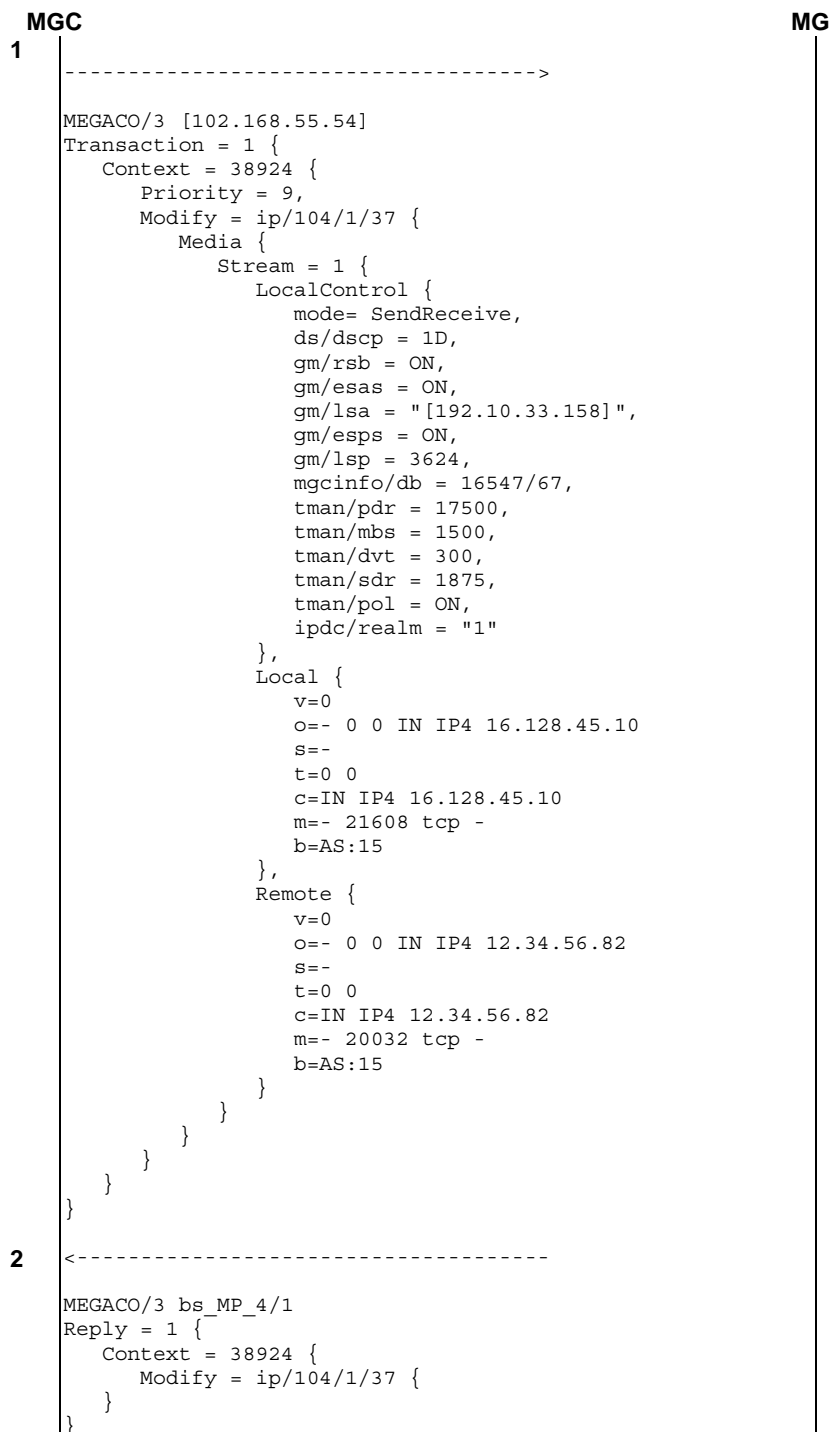 MGC MG
1
------------------------------------->
MEGACO/3 [102.168.55.54]
Transaction = 1 {
Context = 38924 {
Priority = 9,
Modify = ip/104/1/37 {
Media {
Stream = 1 {
LocalControl {
mode= SendReceive,
ds/dscp = 1D,
gm/rsb = ON,
gm/esas = ON,
gm/lsa = "[192.10.33.158]",
gm/esps = ON,
gm/lsp = 3624,
mgcinfo/db = 16547/67,
tman/pdr = 17500,
tman/mbs = 1500,
tman/dvt = 300,
tman/sdr = 1875,
tman/pol = ON,
ipdc/realm = "1"
},
Local {
v=0
o=- 0 0 IN IP4 16.128.45.10
s=-
t=0 0
c=IN IP4 16.128.45.10
m=- 21608 tcp -
b=AS:15
},
Remote {
v=0
o=- 0 0 IN IP4 12.34.56.82
s=-
t=0 0
c=IN IP4 12.34.56.82
m=- 20032 tcp -
b=AS:15
}
}
}
}
}
}
2 <-------------------------------------
MEGACO/3 bs_MP_4/1
Reply = 1 {
Context = 38924 {
Modify = ip/104/1/37 {
}
}